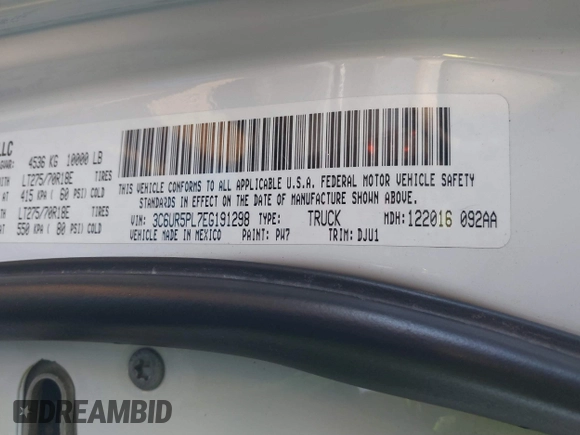 LLC
4536 KG 10000 LB
LT275/70R18E TIRES
415 KPA ( 60 PSI) COLD
LT275/70R18E TIRES
550 KPA ( 80 PSI) COLD
THIS VEHICLE CONFORMS TO ALL APPLICABLE U.S.A. FEDERAL MOTOR VEHICLE SAFETY
STANDARDS IN EFFECT ON THE DATE OF MANUFACTURE SHOWN ABOVE.
VIN: 3C6UR5PL7EG191298 TYPE: TRUCK MDH: 122016 092AA
VEHICLE MADE IN MEXICO PAINT: PW7 TRIM: DJU1
DREAMBID